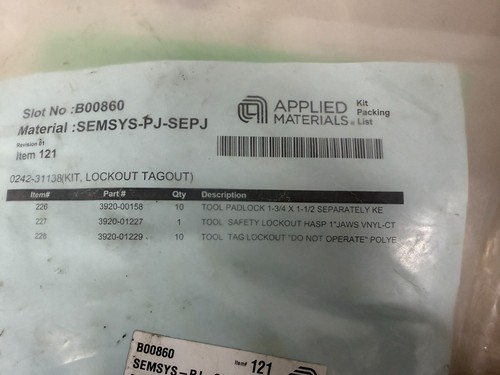 Slot No :B00860
Material :SEMSYS-PJ-SEPJ
Revision 01
Item 121
APPLIED MATERIALS® Kit Packing List
0242-31138(KIT, LOCKOUT TAGOUT)
Item# Part # Qty Description
226 3920-00158 10 TOOL PADLOCK 1-3/4 X 1-1/2 SEPARATELY KE
227 3920-01227 1 TOOL SAFETY LOCKOUT HASP 1"JAWS VNYL-CT
228 3920-01229 10 TOOL TAG LOCKOUT "DO NOT OPERATE" POLYE
B00860
Item# 121
SEMSYS-PJ-